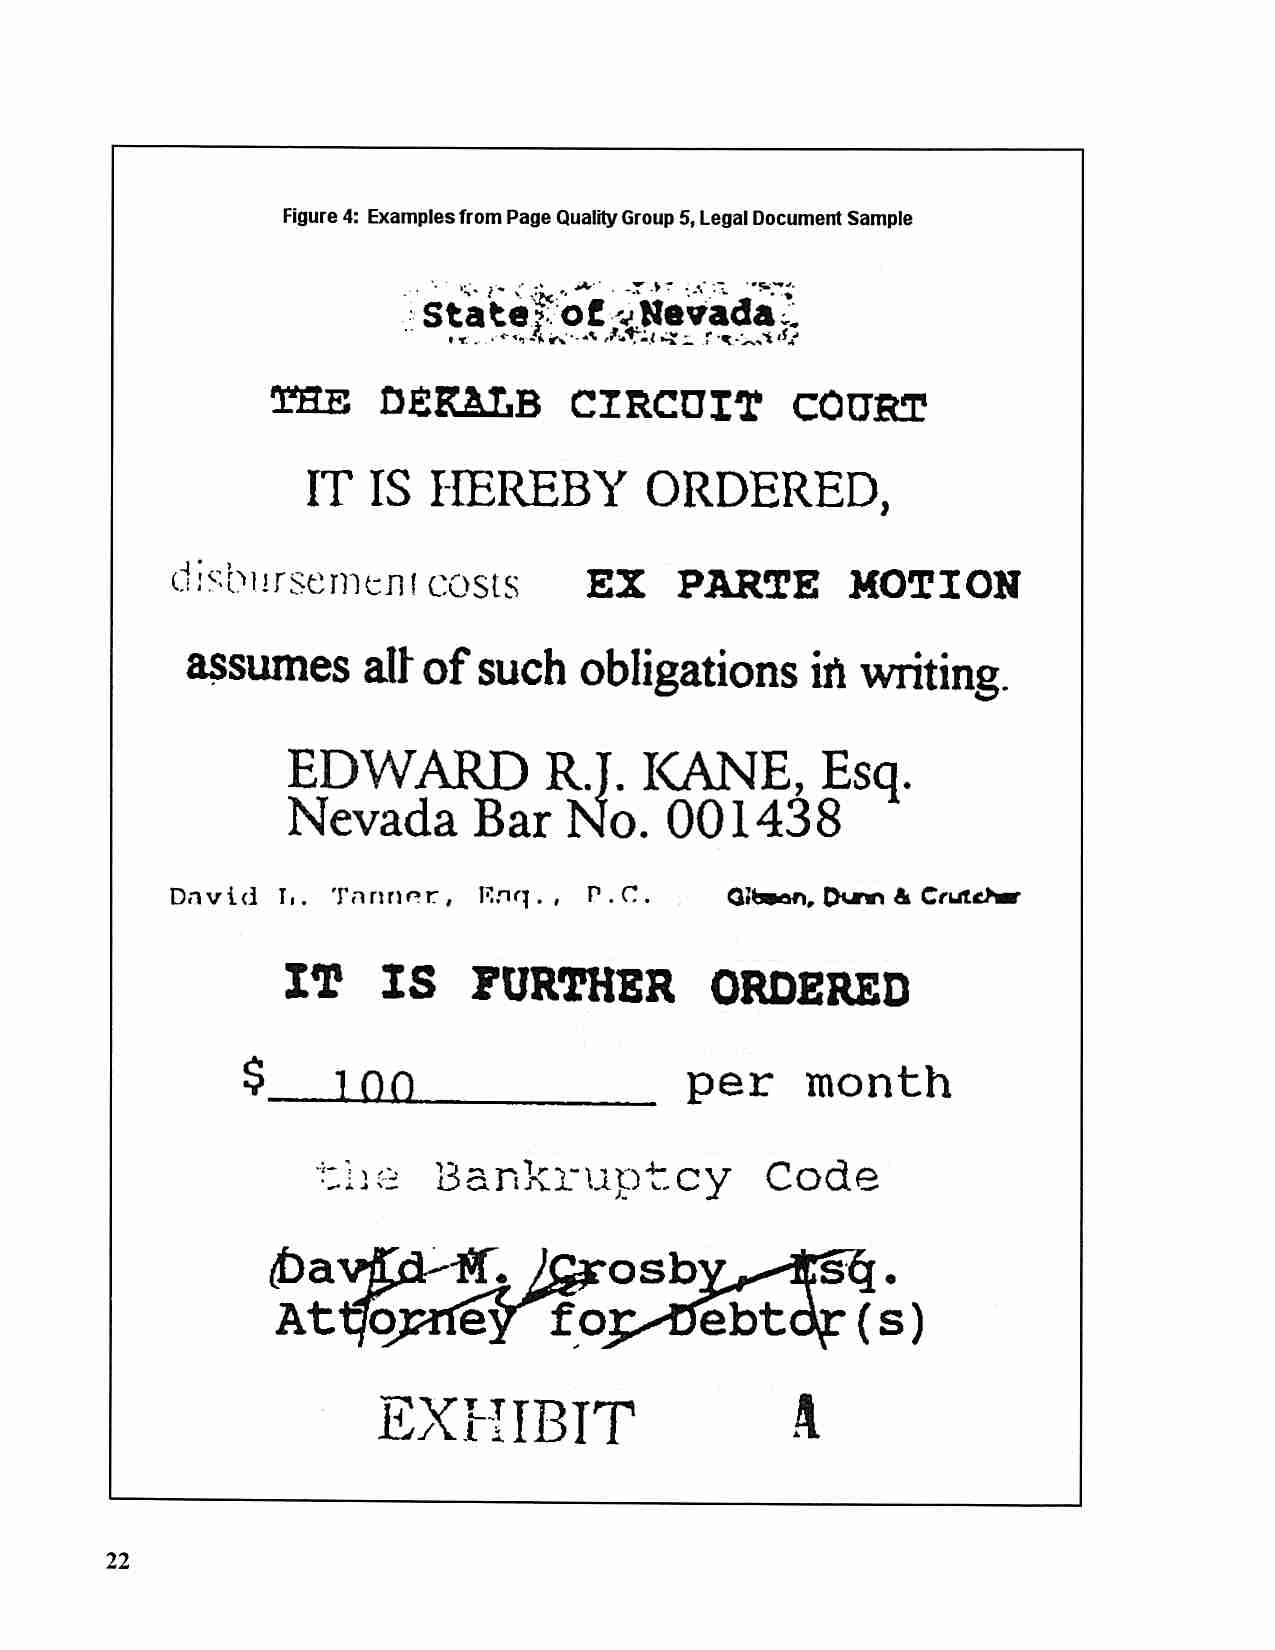 Figure 4: Examples from Page Quality Group 5, Legal Document Sample
State of Nevada
THE DEKALB CIRCUIT COURT
IT IS HEREBY ORDERED,
disbursement costs EX PARTE MOTION
assumes all of such obligations in writing.
EDWARD R.J. KANE, Esq.
Nevada Bar No. 001438
David L. Tanner, Esq., P.C. Gibson, Dunn & Crutcher
IT IS FURTHER ORDERED
$ 100 per month
the Bankruptcy Code
David M. Crosby, Esq.
Attorney for Debtor(s)
EXHIBIT A
22